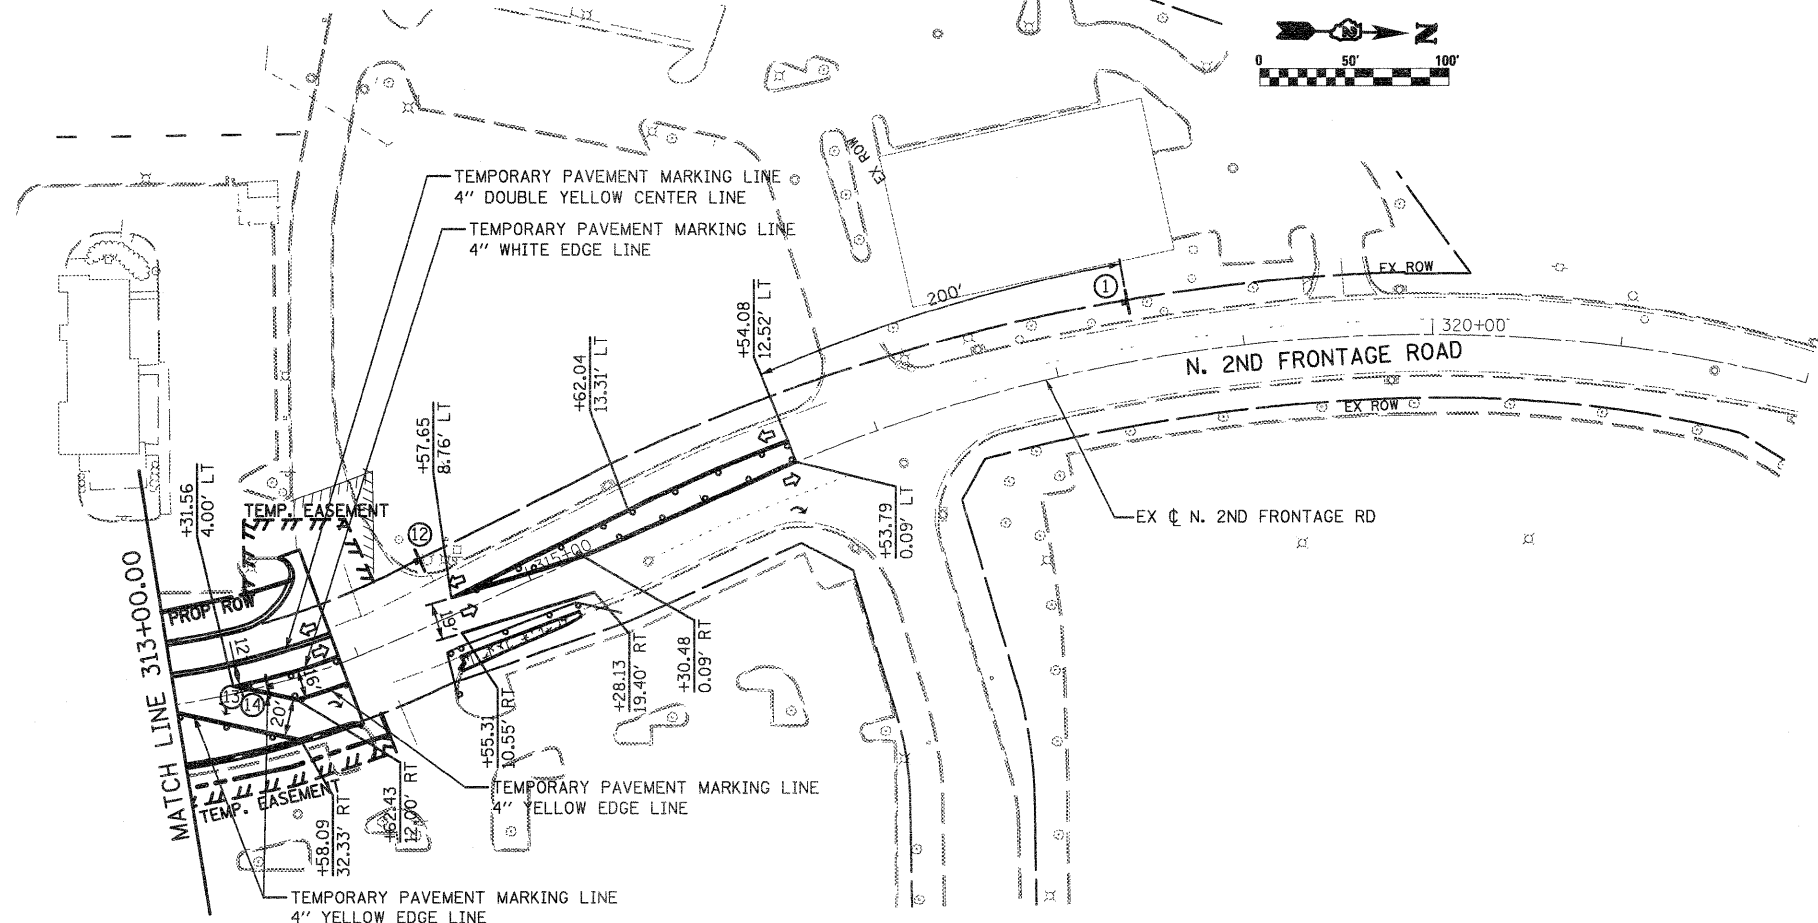 N
0 50' 100'
EX ROW
TEMPORARY PAVEMENT MARKING LINE
4" DOUBLE YELLOW CENTER LINE
TEMPORARY PAVEMENT MARKING LINE
4" WHITE EDGE LINE
200'
1
EX ROW
320+00
N. 2ND FRONTAGE ROAD
EX ROW
+54.08
12.52' LT
+62.04
13.31' LT
+57.65
8.76' LT
+31.56
4.00' LT
TEMP. EASEMENT
12
315+00
EX ℄ N. 2ND FRONTAGE RD
+53.79
0.09' LT
PROP ROW
MATCH LINE 313+00.00
12'
16'
16'
13
14
20'
+30.48
0.09' RT
+28.13
19.40' RT
+55.31
10.55' RT
TEMPORARY PAVEMENT MARKING LINE
4" YELLOW EDGE LINE
TEMP. EASEMENT
+62.43
12.00' RT
+58.09
32.33' RT
TEMPORARY PAVEMENT MARKING LINE
4" YELLOW EDGE LINE